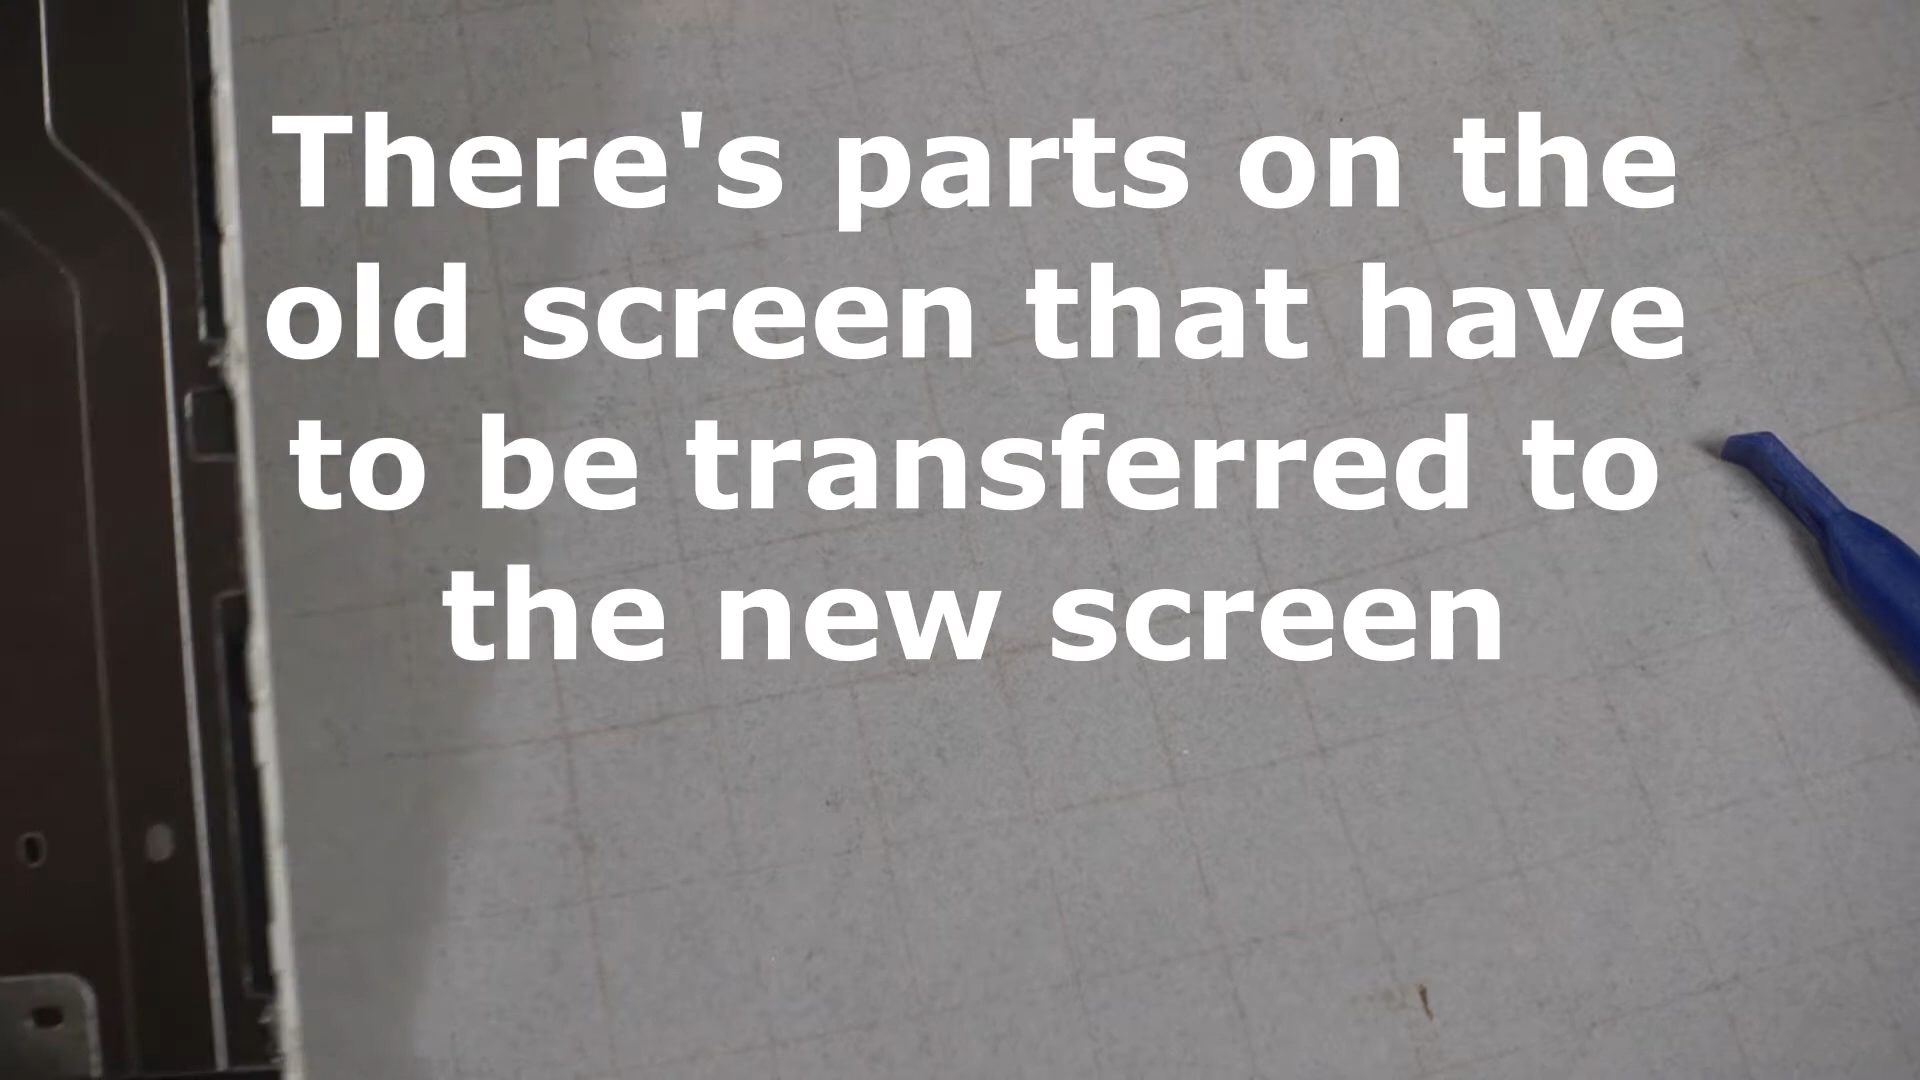 There's parts on the
old screen that have
to be transferred to
the new screen